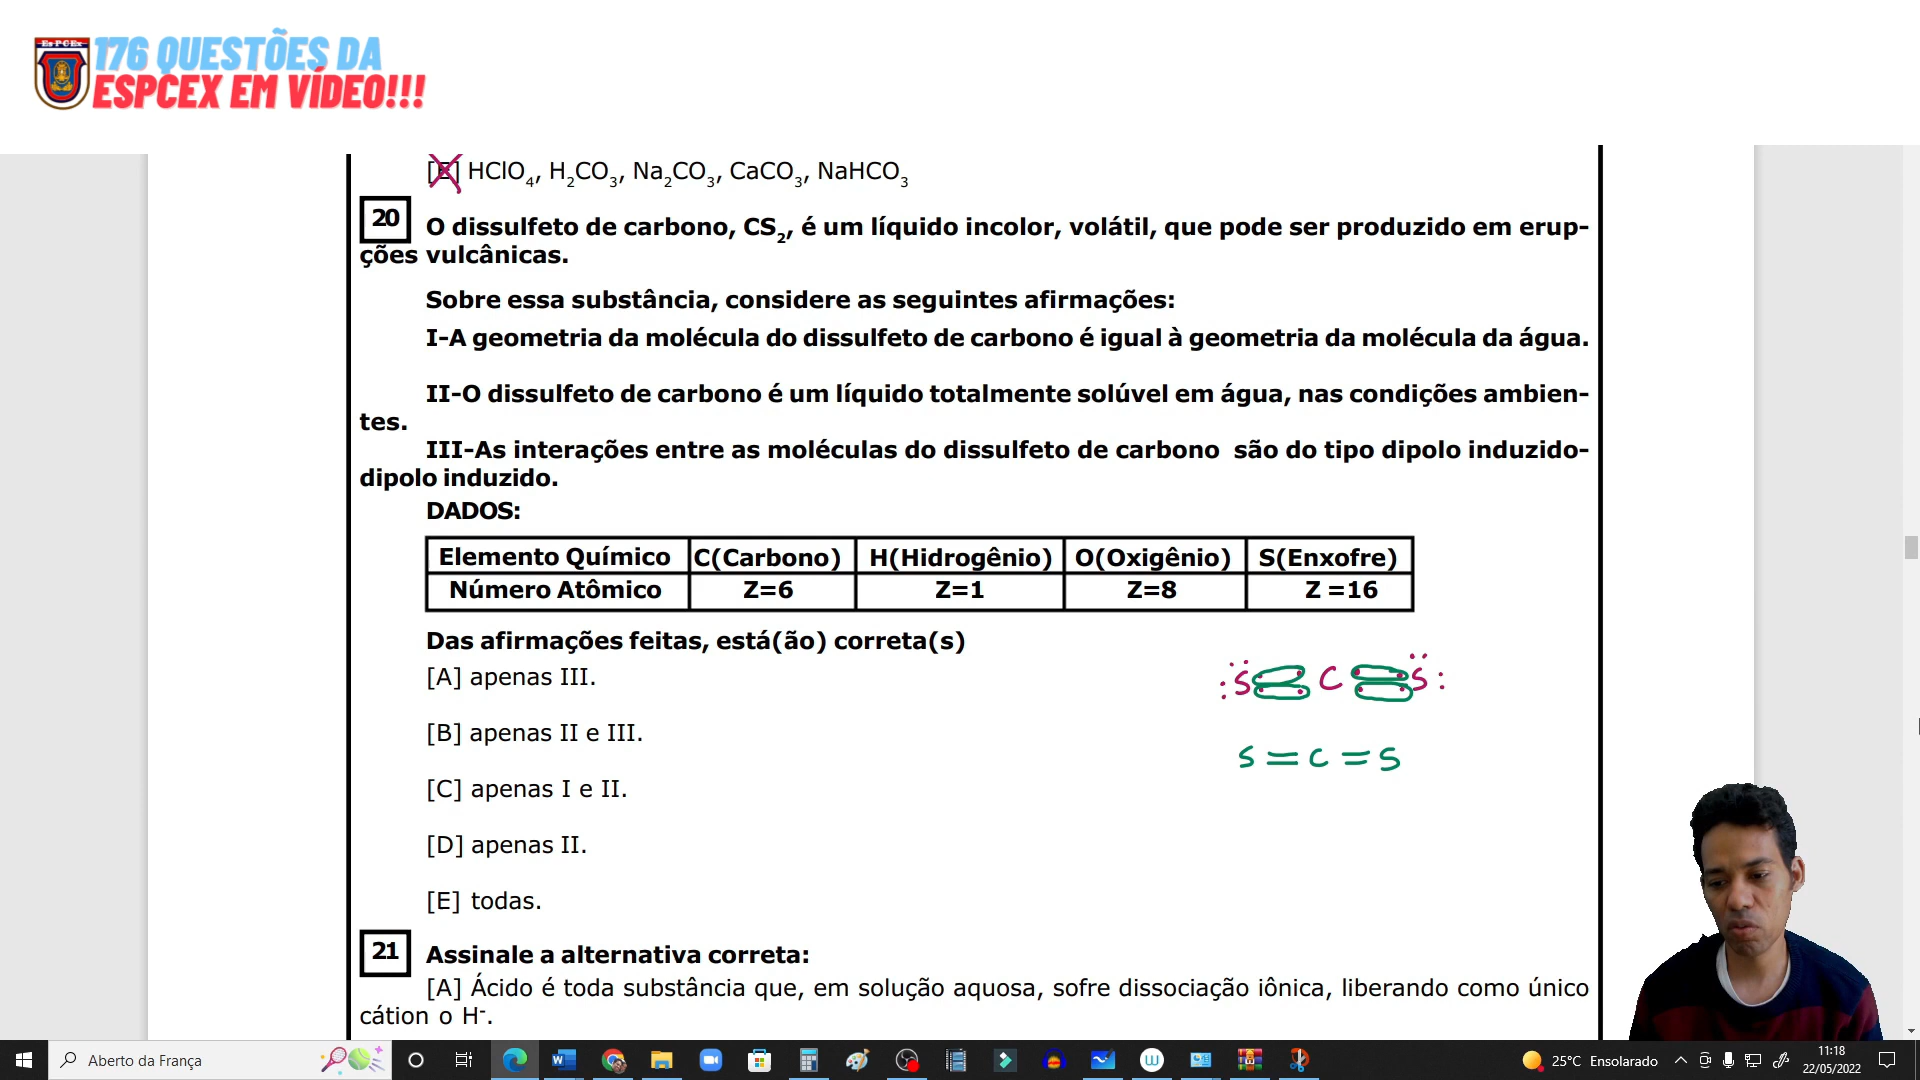 EsPCEx
176 QUESTÕES DA
ESPCEX EM VÍDEO!!!
[E] HClO4, H2CO3, Na2CO3, CaCO3, NaHCO3
20 O dissulfeto de carbono, CS2, é um líquido incolor, volátil, que pode ser produzido em erup-
ções vulcânicas.
Sobre essa substância, considere as seguintes afirmações:
I-A geometria da molécula do dissulfeto de carbono é igual à geometria da molécula da água.
II-O dissulfeto de carbono é um líquido totalmente solúvel em água, nas condições ambien-
tes.
III-As interações entre as moléculas do dissulfeto de carbono são do tipo dipolo induzido-
dipolo induzido.
DADOS:
Elemento Químico C(Carbono) H(Hidrogênio) O(Oxigênio) S(Enxofre)
Número Atômico Z=6 Z=1 Z=8 Z =16
Das afirmações feitas, está(ão) correta(s)
[A] apenas III.
S C S
[B] apenas II e III.
S = C = S
[C] apenas I e II.
[D] apenas II.
[E] todas.
21 Assinale a alternativa correta:
[A] Ácido é toda substância que, em solução aquosa, sofre dissociação iônica, liberando como único
cátion o H-.
Aberto da França
25°C Ensolarado
11:18
22/05/2022